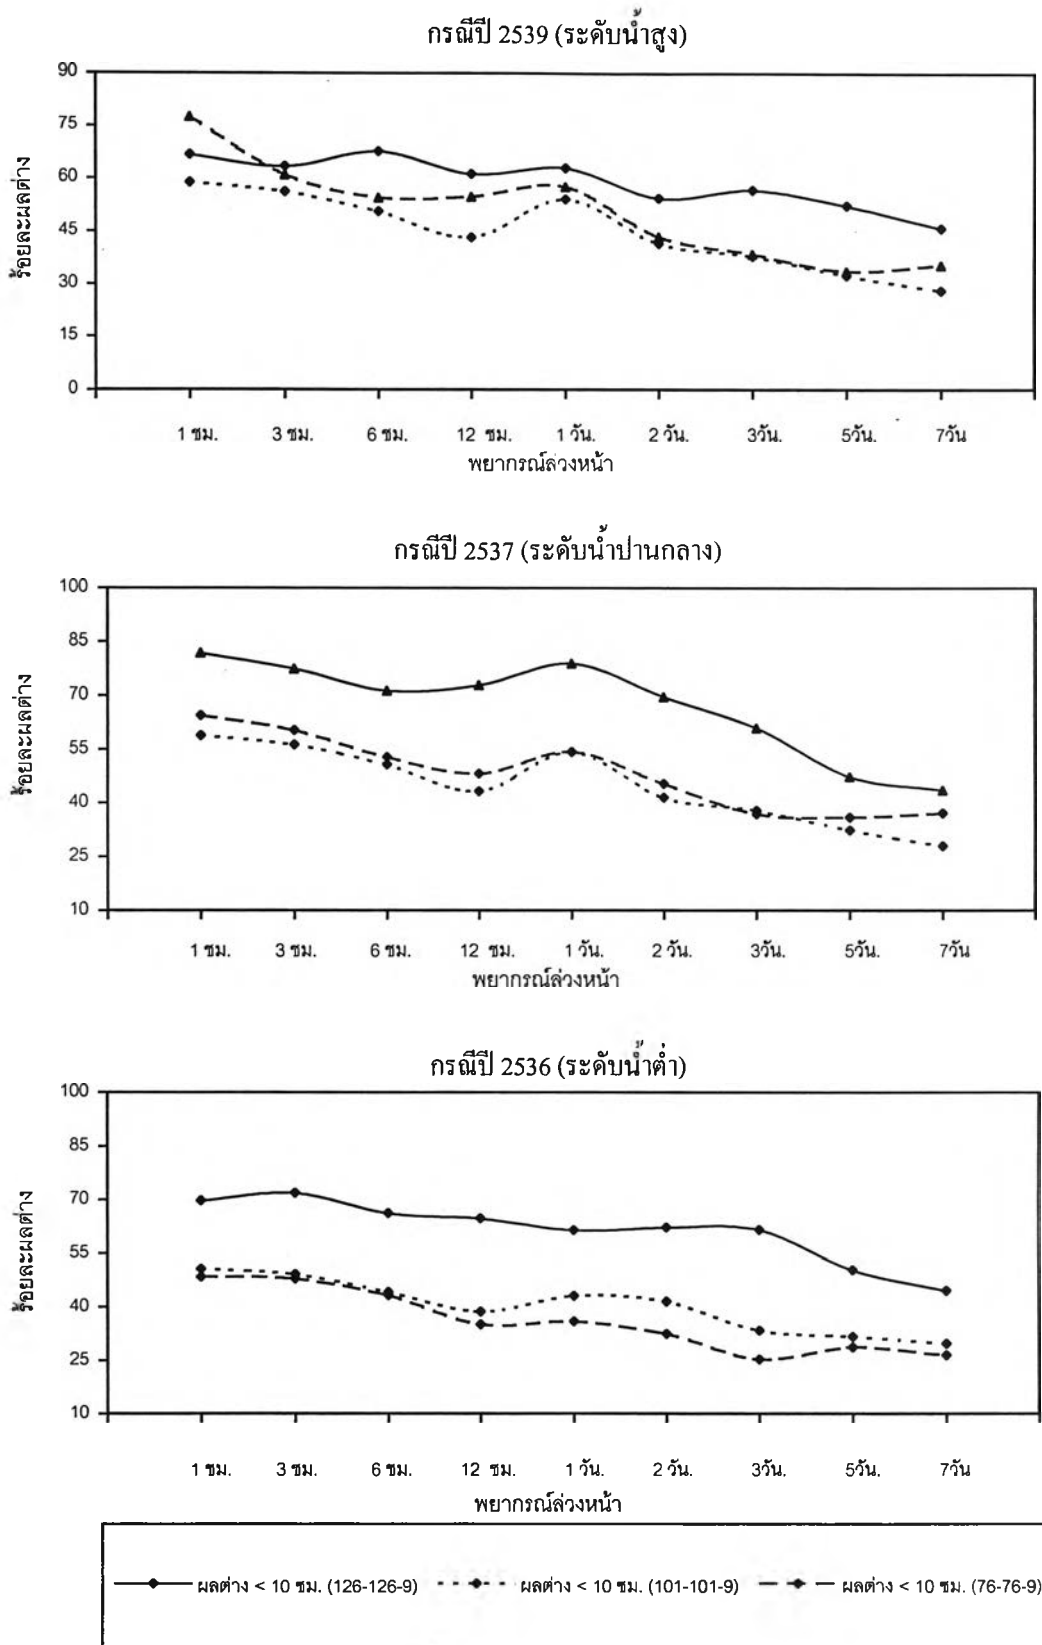 กรณีปี 2539 (ระดับน้ำสูง)
90
75
60
45
30
15
0
ร้อยละผลต่าง
1 ชม. 3 ชม. 6 ชม. 12 ชม. 1 วัน. 2 วัน. 3วัน. 5วัน. 7วัน
พยากรณ์ล่วงหน้า
กรณีปี 2537 (ระดับน้ำปานกลาง)
100
85
70
55
40
25
10
ร้อยละผลต่าง
1 ชม. 3 ชม. 6 ชม. 12 ชม. 1 วัน. 2 วัน. 3วัน. 5วัน. 7วัน
พยากรณ์ล่วงหน้า
กรณีปี 2536 (ระดับน้ำต่ำ)
100
85
70
55
40
25
10
ร้อยละผลต่าง
1 ชม. 3 ชม. 6 ชม. 12 ชม. 1 วัน. 2 วัน. 3วัน. 5วัน. 7วัน
พยากรณ์ล่วงหน้า
ผลต่าง < 10 ซม. (126-126-9) ผลต่าง < 10 ซม. (101-101-9) ผลต่าง < 10 ซม. (76-76-9)